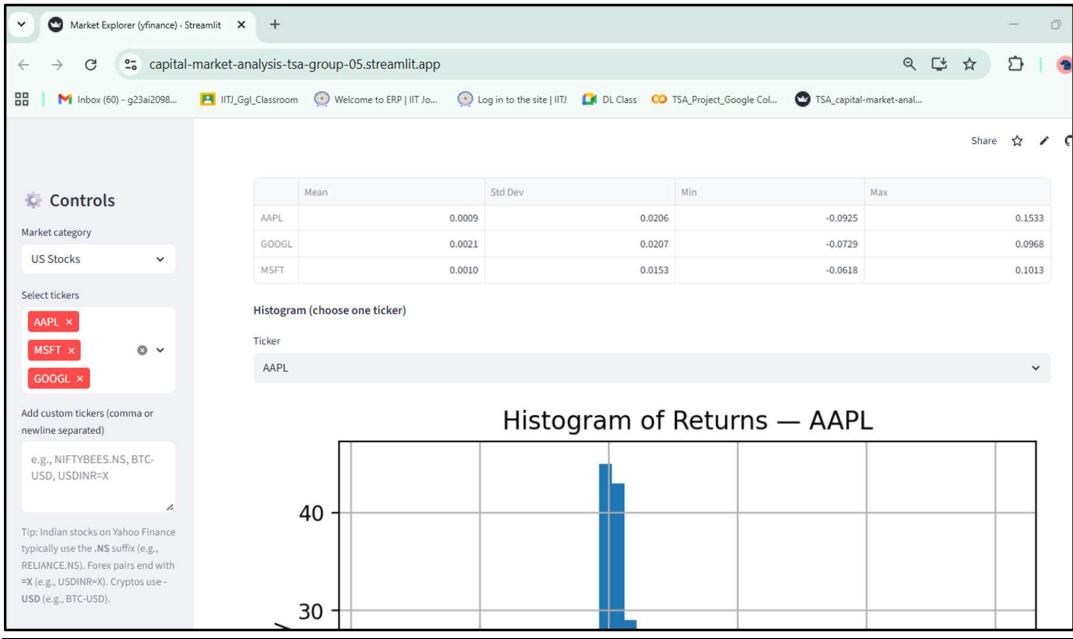 Market Explorer (yfinance) · Streamlit
capital-market-analysis-tsa-group-05.streamlit.app
Inbox (60) - g23ai2098... IITJ_Ggl_Classroom Welcome to ERP | IIT Jo... Log in to the site | IITJ DL Class TSA_Project_Google Col... TSA_capital-market-anal...
Share
Controls
Market category
US Stocks
Select tickers
AAPL ×
MSFT ×
GOOGL ×
Add custom tickers (comma or
newline separated)
e.g., NIFTYBEES.NS, BTC-
USD, USDINR=X
Tip: Indian stocks on Yahoo Finance
typically use the .NS suffix (e.g.,
RELIANCE.NS). Forex pairs end with
=X (e.g., USDINR=X). Cryptos use -
USD (e.g., BTC-USD).
Mean Std Dev Min Max
AAPL 0.0009 0.0206 -0.0925 0.1533
GOOGL 0.0021 0.0207 -0.0729 0.0968
MSFT 0.0010 0.0153 -0.0618 0.1013
Histogram (choose one ticker)
Ticker
AAPL
Histogram of Returns — AAPL
40
30